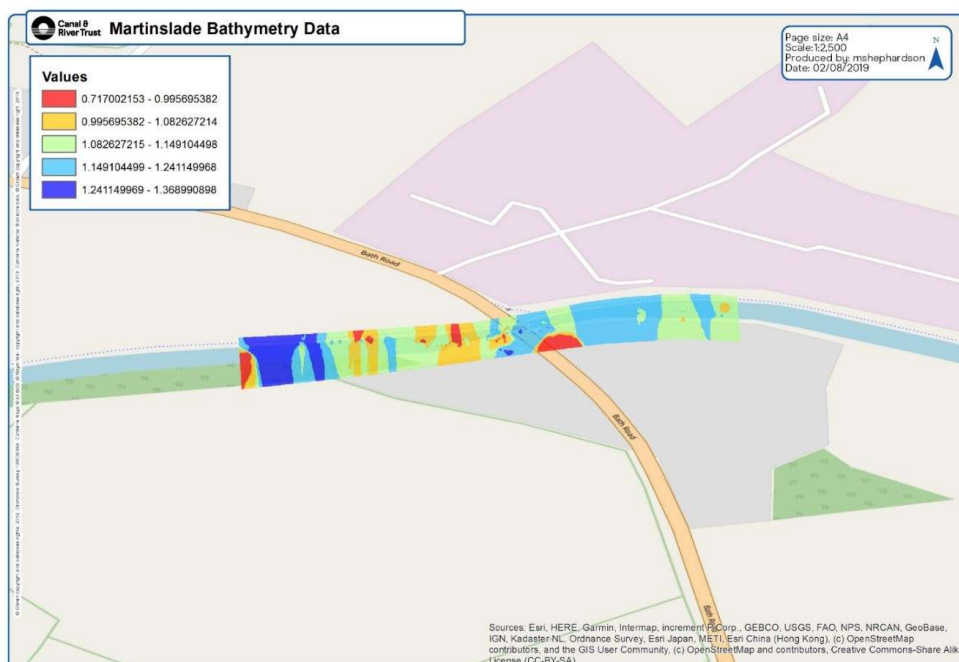 Canal &
River Trust
Martinslade Bathymetry Data
Page size: A4
Scale:1:2,500
Produced by: mshephardson
Date: 02/08/2019
N
Values
0.717002153 - 0.995695382
0.995695382 - 1.082627214
1.082627215 - 1.149104498
1.149104499 - 1.241149968
1.241149969 - 1.368990898
Bath Road
Bath Road
Bath
Sources: Esri, HERE, Garmin, Intermap, increment P Corp., GEBCO, USGS, FAO, NPS, NRCAN, GeoBase,
IGN, Kadaster NL, Ordnance Survey, Esri Japan, METI, Esri China (Hong Kong), (c) OpenStreetMap
contributors, and the GIS User Community, (c) OpenStreetMap and contributors, Creative Commons-Share Alik
License (CC-BY-SA)